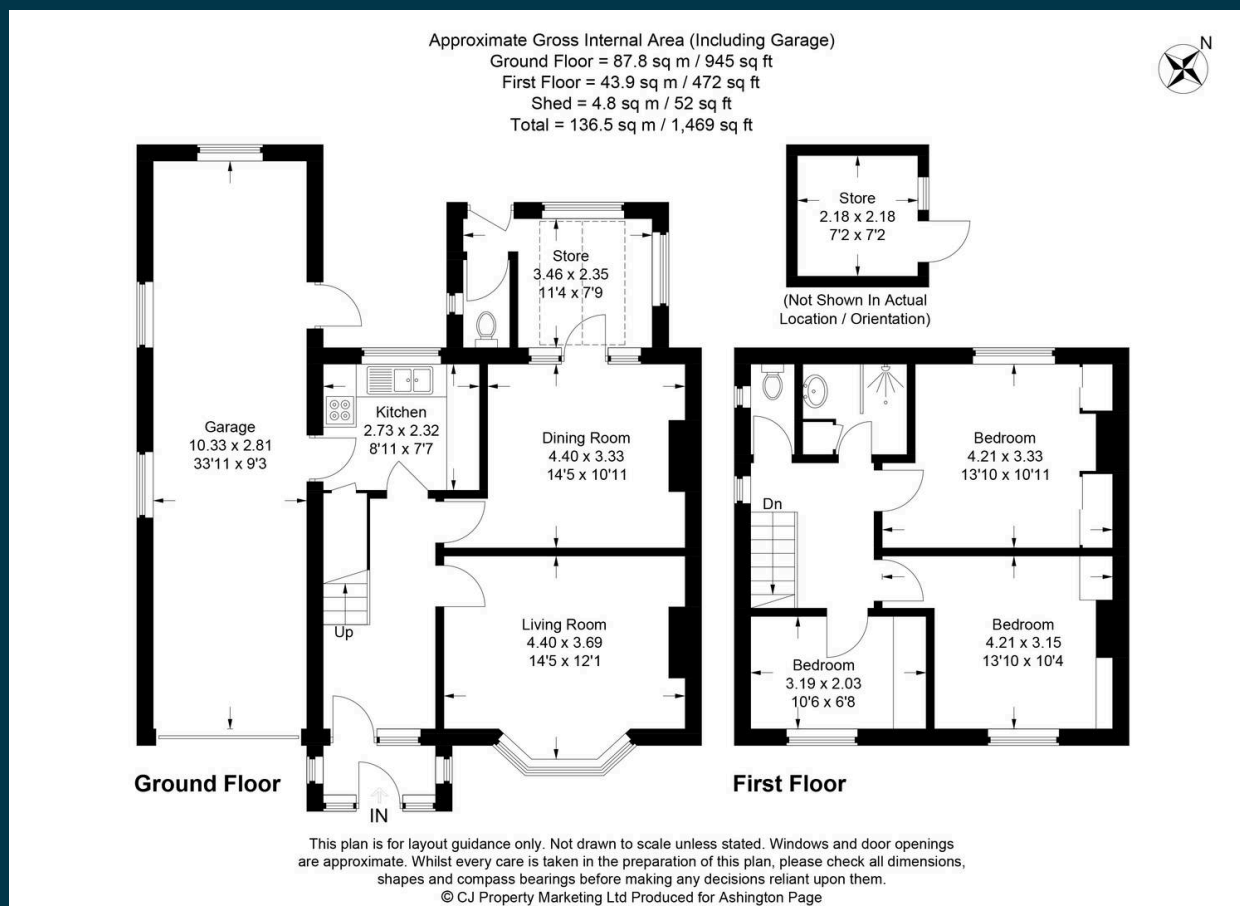 Approximate Gross Internal Area (Including Garage)
Ground Floor = 87.8 sq m / 945 sq ft
First Floor = 43.9 sq m / 472 sq ft
Shed = 4.8 sq m / 52 sq ft
Total = 136.5 sq m / 1,469 sq ft
N
Store
2.18 x 2.18
7'2 x 7'2
(Not Shown In Actual
Location / Orientation)
Store
3.46 x 2.35
11'4 x 7'9
Garage
10.33 x 2.81
33'11 x 9'3
Kitchen
2.73 x 2.32
8'11 x 7'7
Dining Room
4.40 x 3.33
14'5 x 10'11
Up
Living Room
4.40 x 3.69
14'5 x 12'1
IN
Ground Floor
Bedroom
4.21 x 3.33
13'10 x 10'11
Dn
Bedroom
4.21 x 3.15
13'10 x 10'4
Bedroom
3.19 x 2.03
10'6 x 6'8
First Floor
This plan is for layout guidance only. Not drawn to scale unless stated. Windows and door openings
are approximate. Whilst every care is taken in the preparation of this plan, please check all dimensions,
shapes and compass bearings before making any decisions reliant upon them.
© CJ Property Marketing Ltd Produced for Ashington Page